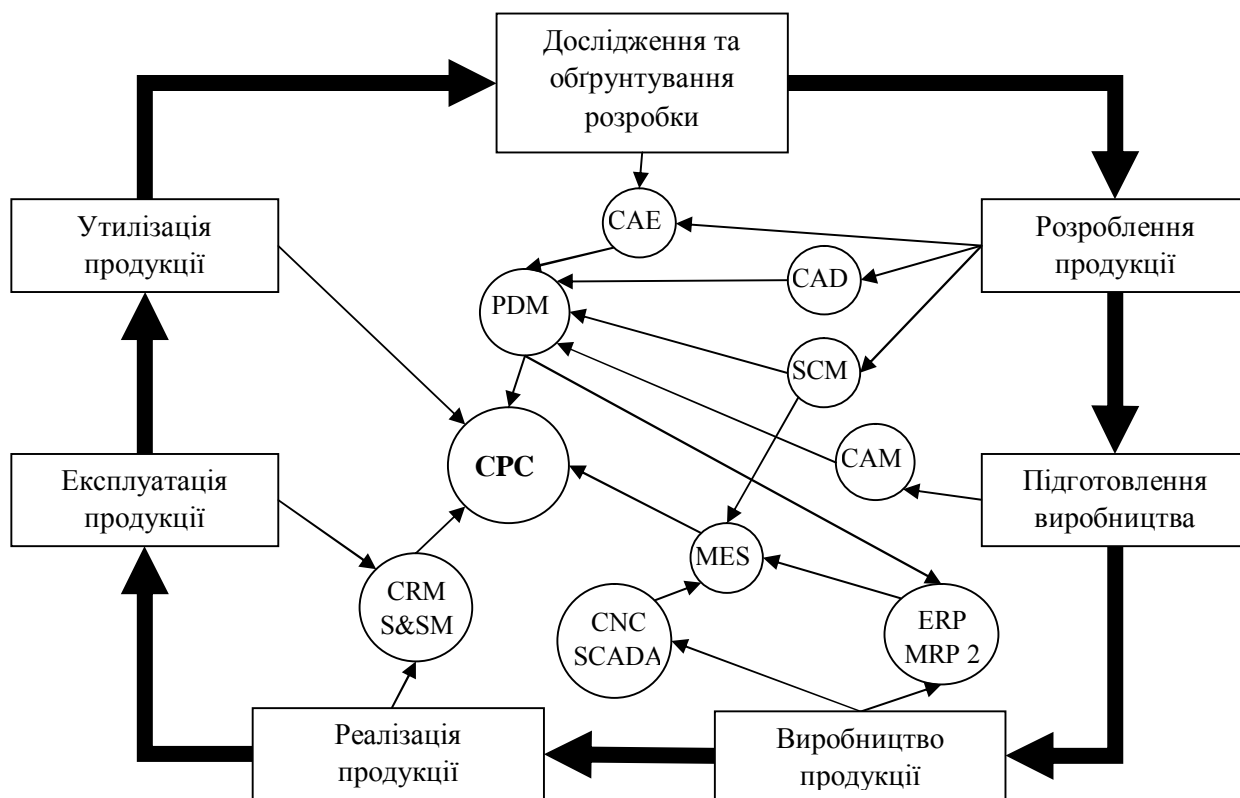 Дослідження та
обґрунтування
розробки
Утилізація
продукції
CAE
Розроблення
продукції
CAD
PDM
SCM
CPC
CAM
Експлуатація
продукції
Підготовлення
виробництва
MES
CRM
S&SM
CNC
SCADA
ERP
MRP 2
Реалізація
продукції
Виробництво
продукції